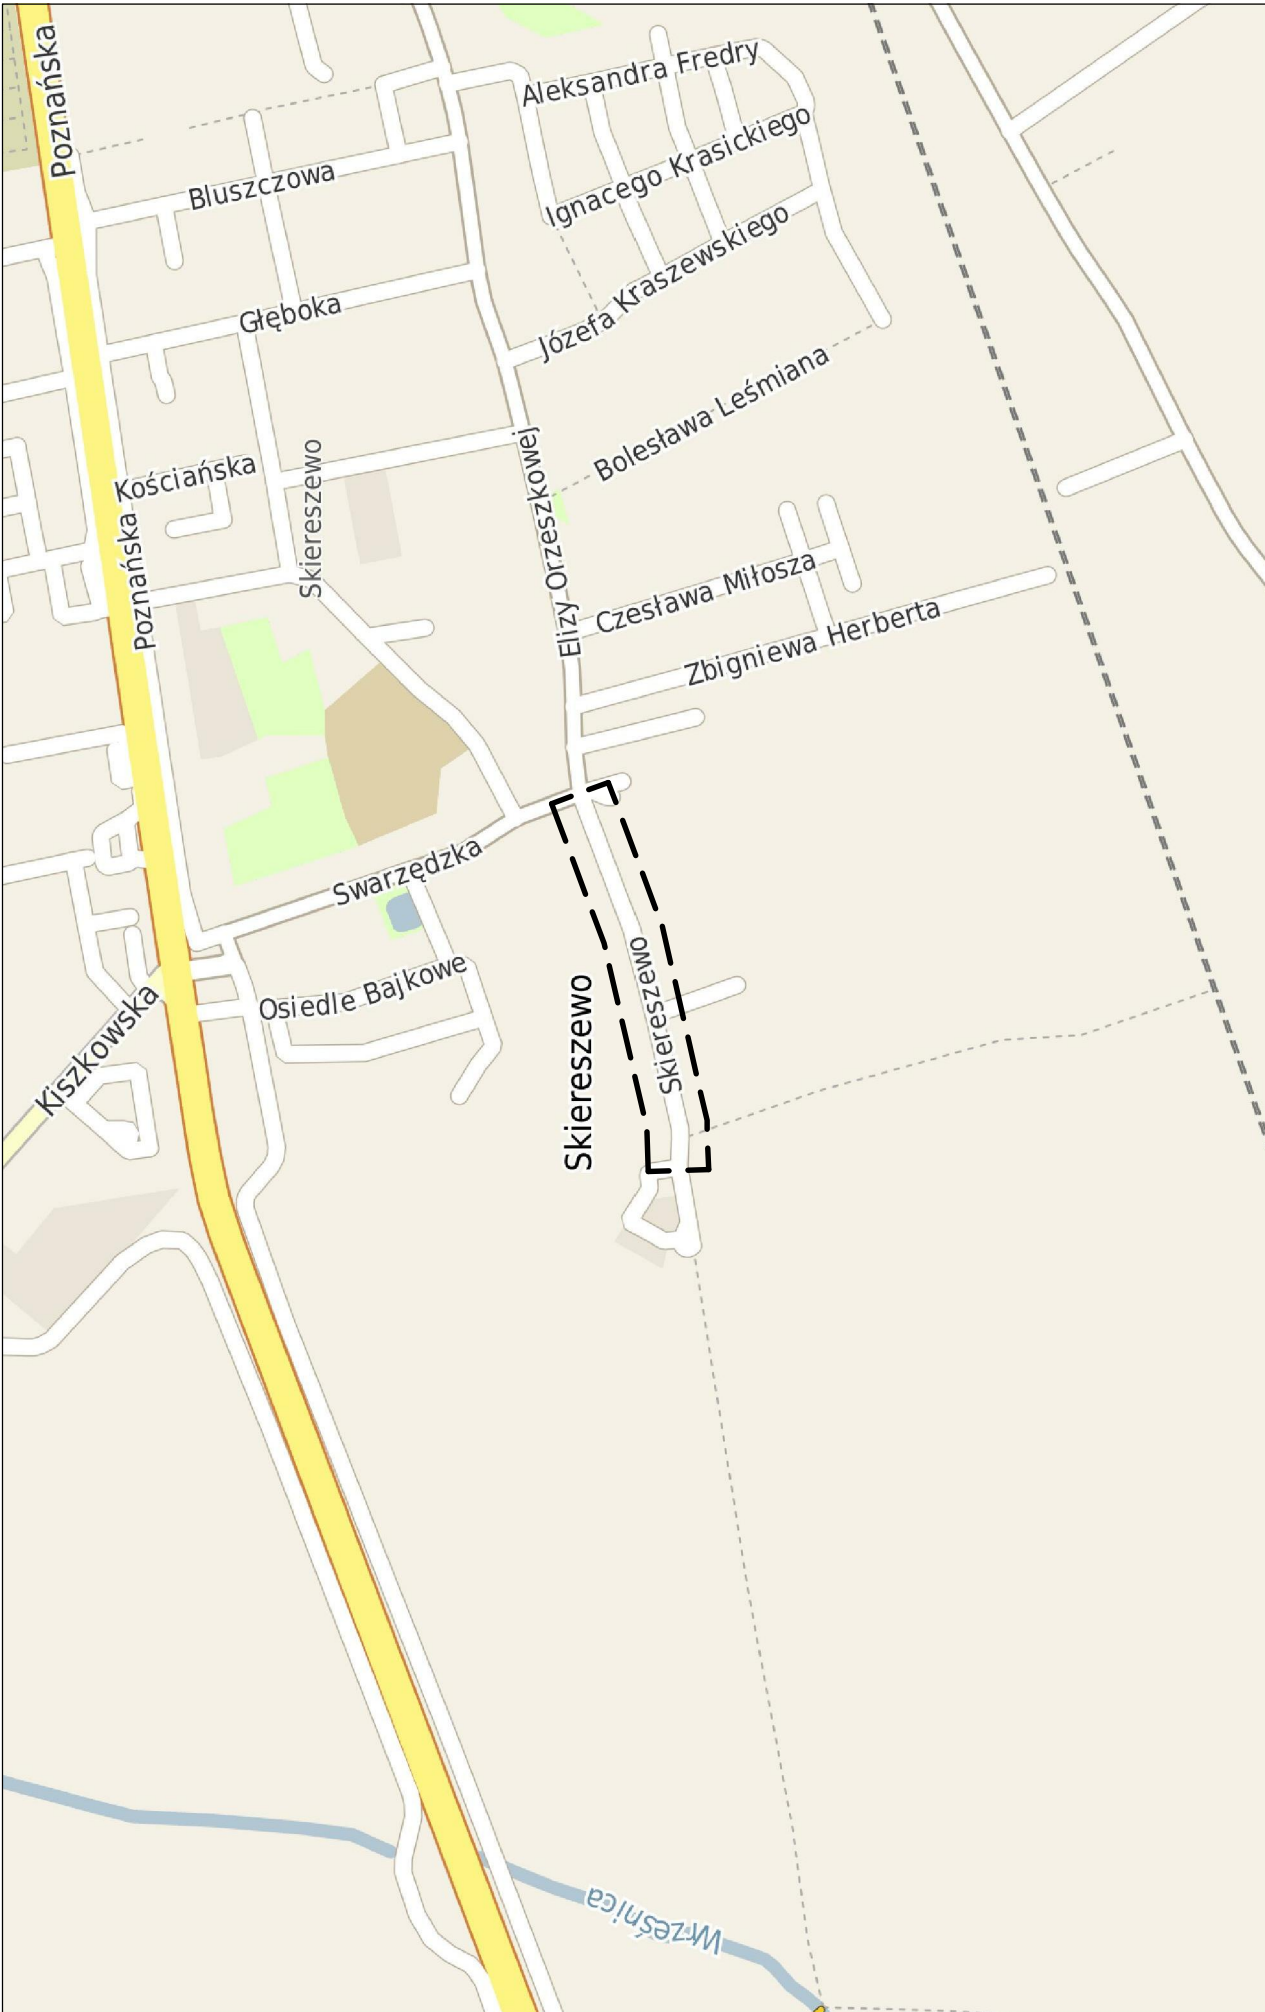 Poznańska
Aleksandra Fredry
Ignacego Krasickiego
Bluszczowa
Józefa Kraszewskiego
Głęboka
Bolesława Leśmiana
Kościańska
Skiereszewo
Elizy Orzeszkowej
Poznańska
Czesława Miłosza
Zbigniewa Herberta
Swarzędzka
Osiedle Bajkowe
Skiereszewo
Skiereszewo
Kiszkowska
Wrześnica